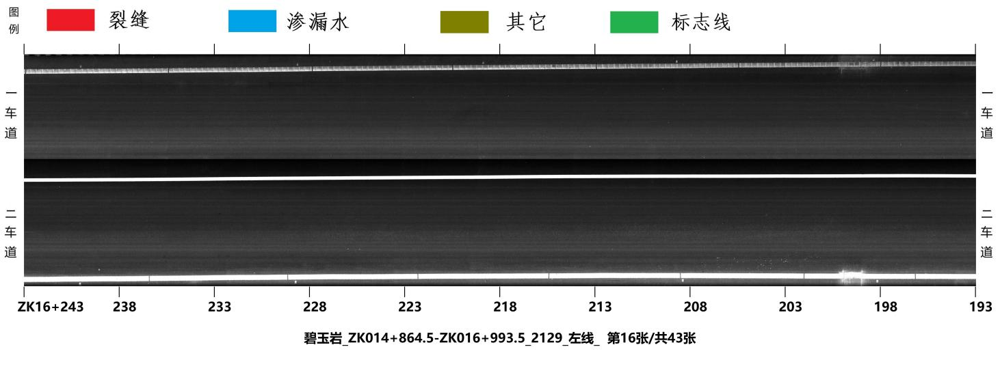 图例
裂缝 渗漏水 其它 标志线
一车道 一车道
二车道 二车道
ZK16+243 238 233 228 223 218 213 208 203 198 193
碧玉岩_ZK014+864.5-ZK016+993.5_2129_左线_ 第16张/共43张